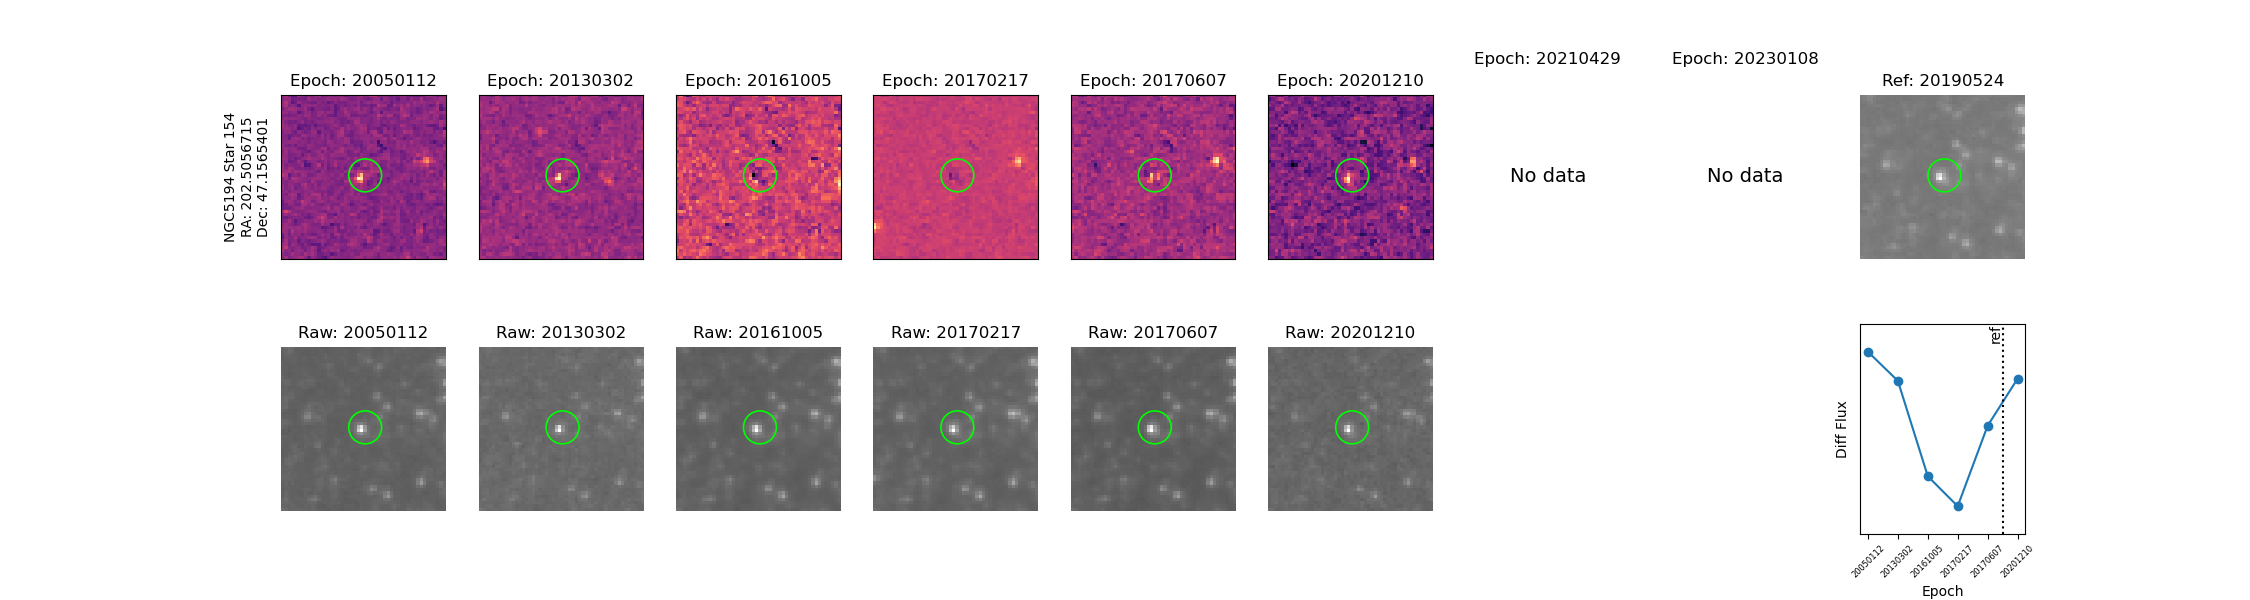 Epoch: 20050112
Epoch: 20130302
Epoch: 20161005
Epoch: 20170217
Epoch: 20170607
Epoch: 20201210
Epoch: 20210429
Epoch: 20230108
Ref: 20190524
NGC5194 Star 154
RA: 202.5056715
Dec: 47.1565401
No data
No data
Raw: 20050112
Raw: 20130302
Raw: 20161005
Raw: 20170217
Raw: 20170607
Raw: 20201210
ref
Diff Flux
20050112
20130302
20161005
20170217
20170607
20201210
Epoch